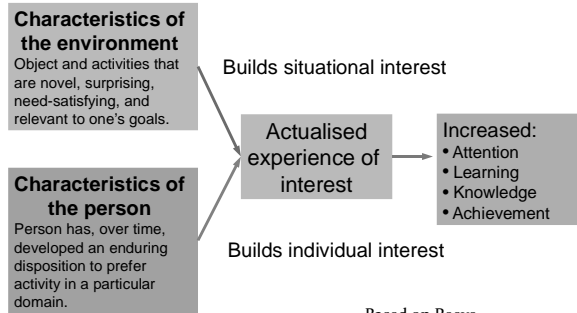 Characteristics of
the environment
Object and activities that
are novel, surprising,
need-satisfying, and
relevant to one's goals.
Builds situational interest
Actualised
experience of
interest
Increased:
• Attention
• Learning
• Knowledge
• Achievement
Characteristics of
the person
Person has, over time,
developed an enduring
disposition to prefer
activity in a particular
domain.
Builds individual interest
Based on